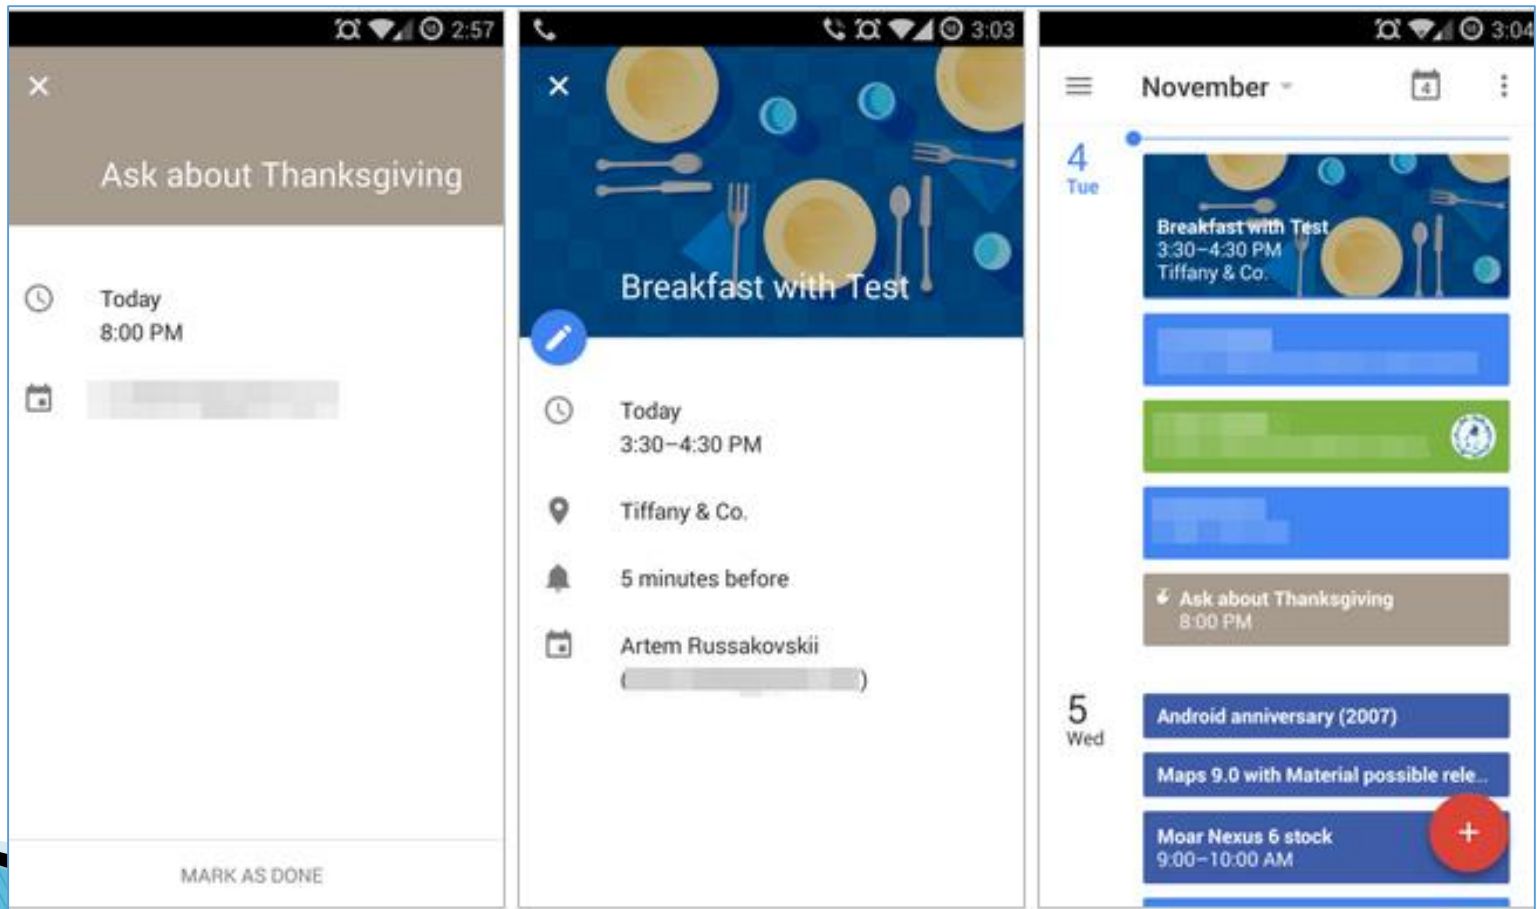 2:57
Ask about Thanksgiving
Today
8:00 PM
MARK AS DONE
3:03
Breakfast with Test
Today
3:30–4:30 PM
Tiffany & Co.
5 minutes before
Artem Russakovskii
( )
3:04
November
4
4
Tue
Breakfast with Test
3:30–4:30 PM
Tiffany & Co.
Ask about Thanksgiving
8:00 PM
5
Wed
Android anniversary (2007)
Maps 9.0 with Material possible rele...
Moar Nexus 6 stock
9:00–10:00 AM